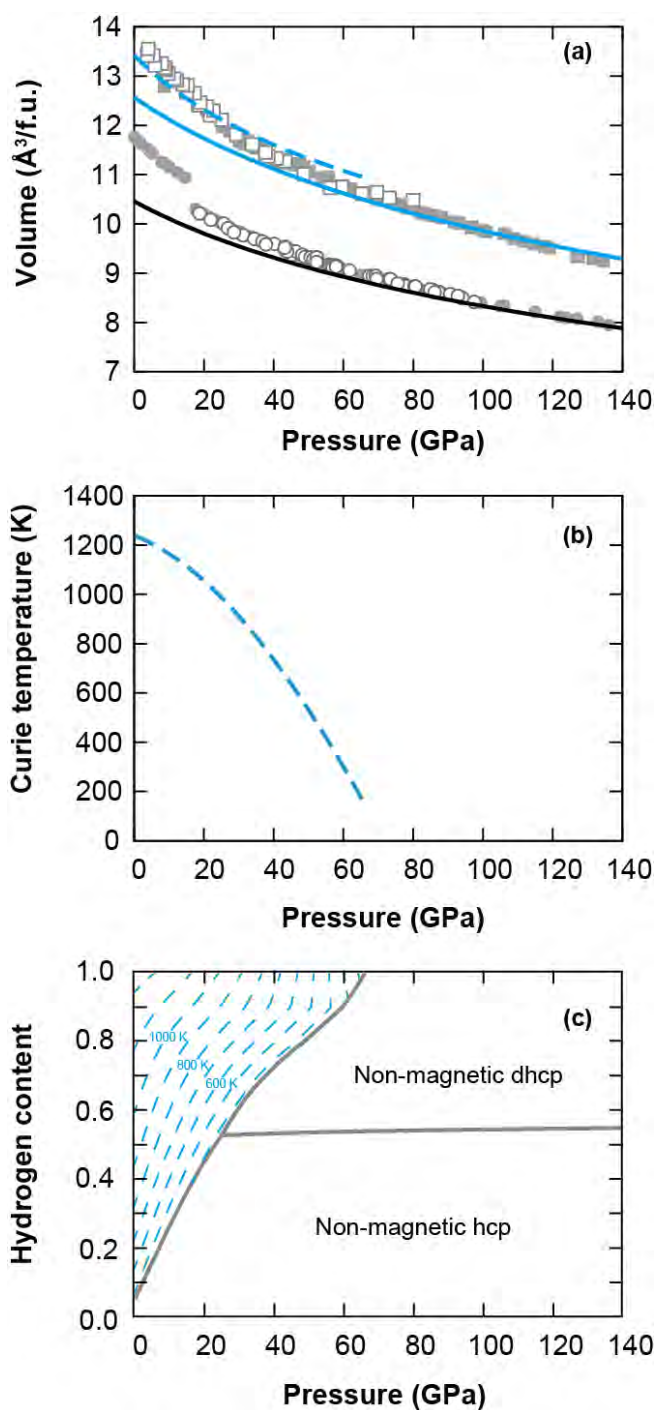 (a)
Volume (Å³/f.u.)
14
13
12
11
10
9
8
7
0 20 40 60 80 100 120 140
Pressure (GPa)
(b)
Curie temperature (K)
1400
1200
1000
800
600
400
200
0
0 20 40 60 80 100 120 140
Pressure (GPa)
(c)
Hydrogen content
1.0
0.8
0.6
0.4
0.2
0.0
1000 K
800 K
600 K
Non-magnetic dhcp
Non-magnetic hcp
0 20 40 60 80 100 120 140
Pressure (GPa)